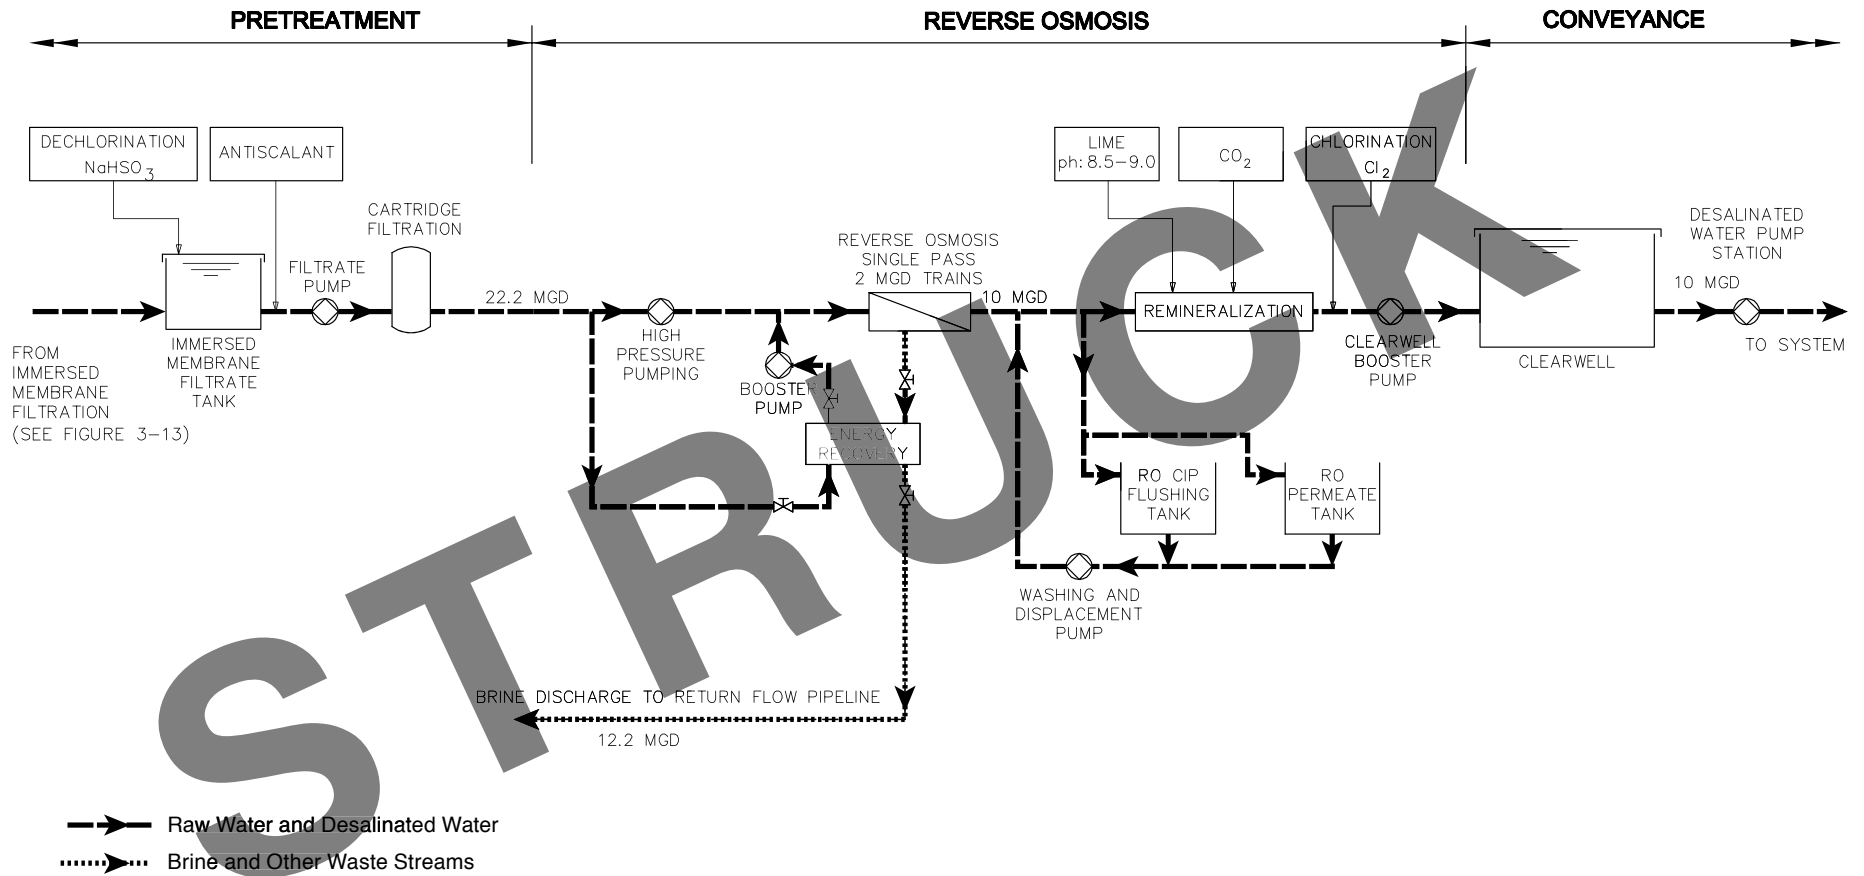 PRETREATMENT
REVERSE OSMOSIS
CONVEYANCE
DECHLORINATION
NaHSO3
ANTISCALANT
CARTRIDGE
FILTRATION
FILTRATE
PUMP
IMMERSED
MEMBRANE
FILTRATE
TANK
FROM
IMMERSED
MEMBRANE
FILTRATION
(SEE FIGURE 3-13)
22.2 MGD
HIGH
PRESSURE
PUMPING
BOOSTER
PUMP
ENERGY
RECOVERY
REVERSE OSMOSIS
SINGLE PASS
2 MGD TRAINS
10 MGD
LIME
ph: 8.5-9.0
CO2
CHLORINATION
Cl2
REMINERALIZATION
CLEARWELL
BOOSTER
PUMP
CLEARWELL
DESALINATED
WATER PUMP
STATION
10 MGD
TO SYSTEM
RO CIP
FLUSHING
TANK
RO
PERMEATE
TANK
WASHING AND
DISPLACEMENT
PUMP
BRINE DISCHARGE TO RETURN FLOW PIPELINE
12.2 MGD
Raw Water and Desalinated Water
Brine and Other Waste Streams
STRUCK